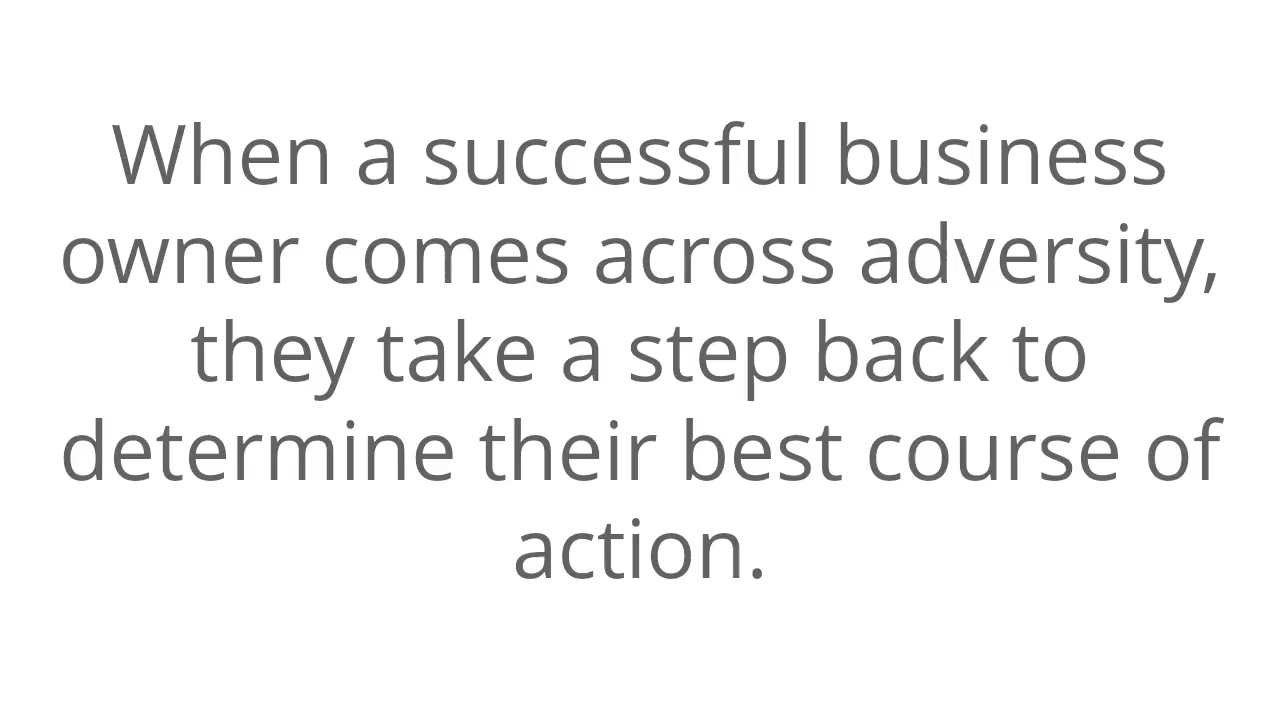 When a successful business
owner comes across adversity,
they take a step back to
determine their best course of
action.